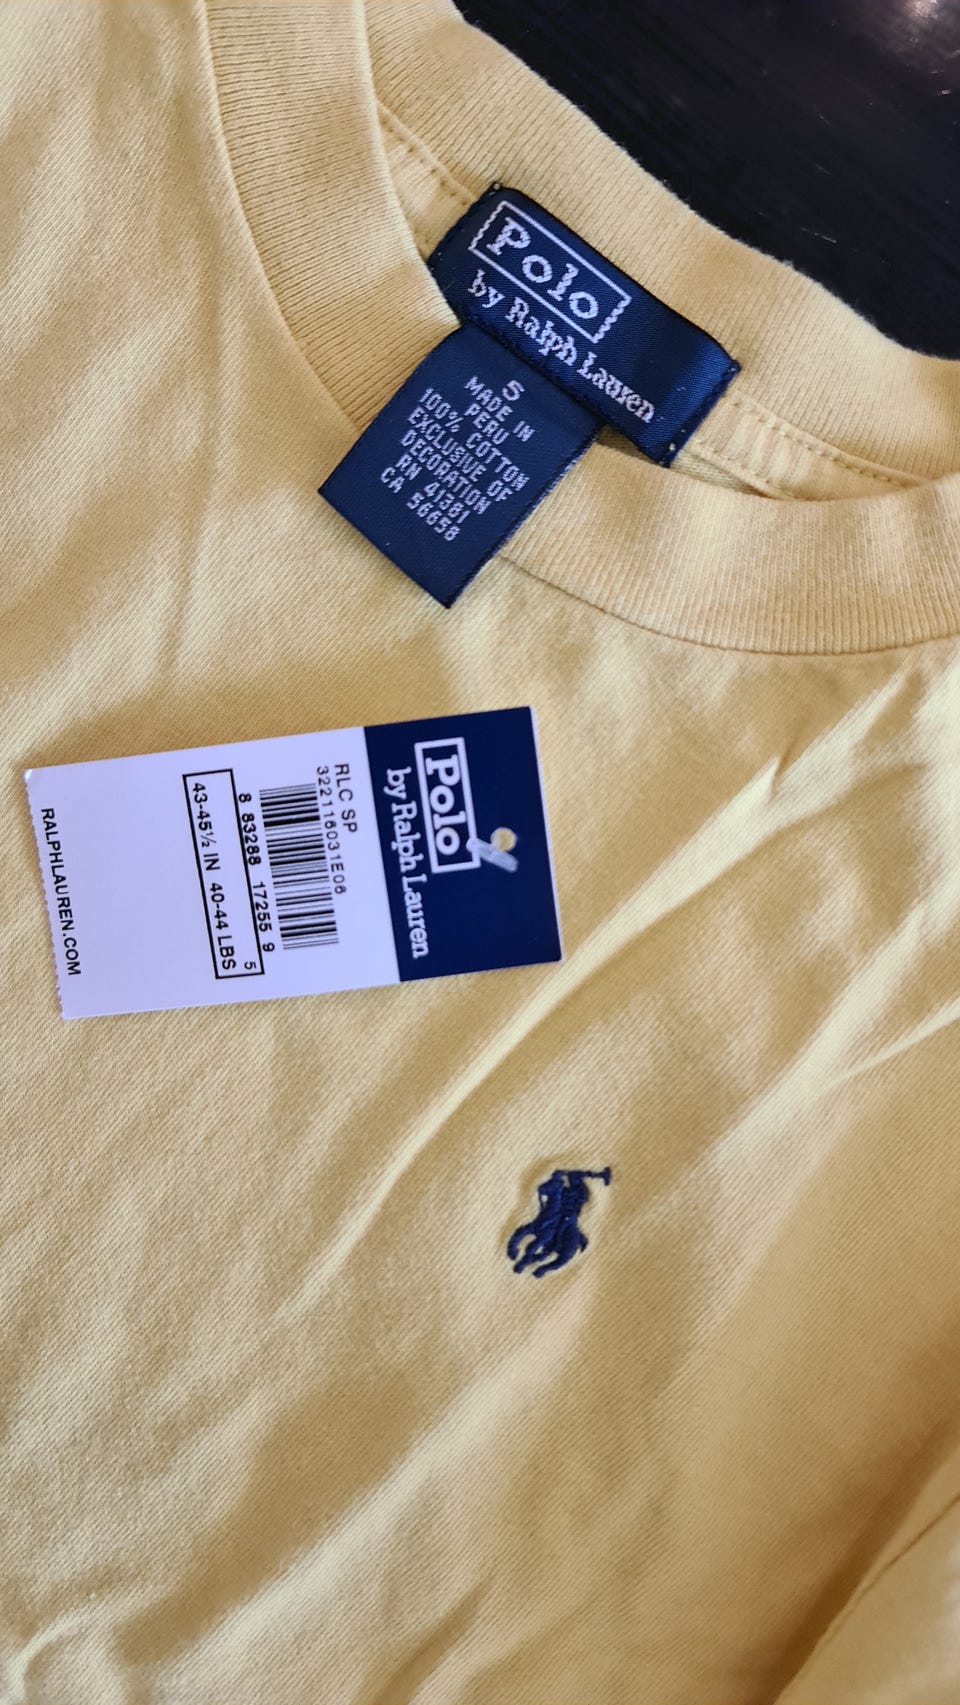 Polo
by Ralph Lauren
S
MADE IN
PERU
100% COTTON
EXCLUSIVE OF
DECORATION
RN 41381
CA 56658
Polo
by Ralph Lauren
RLC SP
322116031E06
8 83288 17255 9
5
43-45½ IN 40-44 LBS
RALPHLAUREN.COM